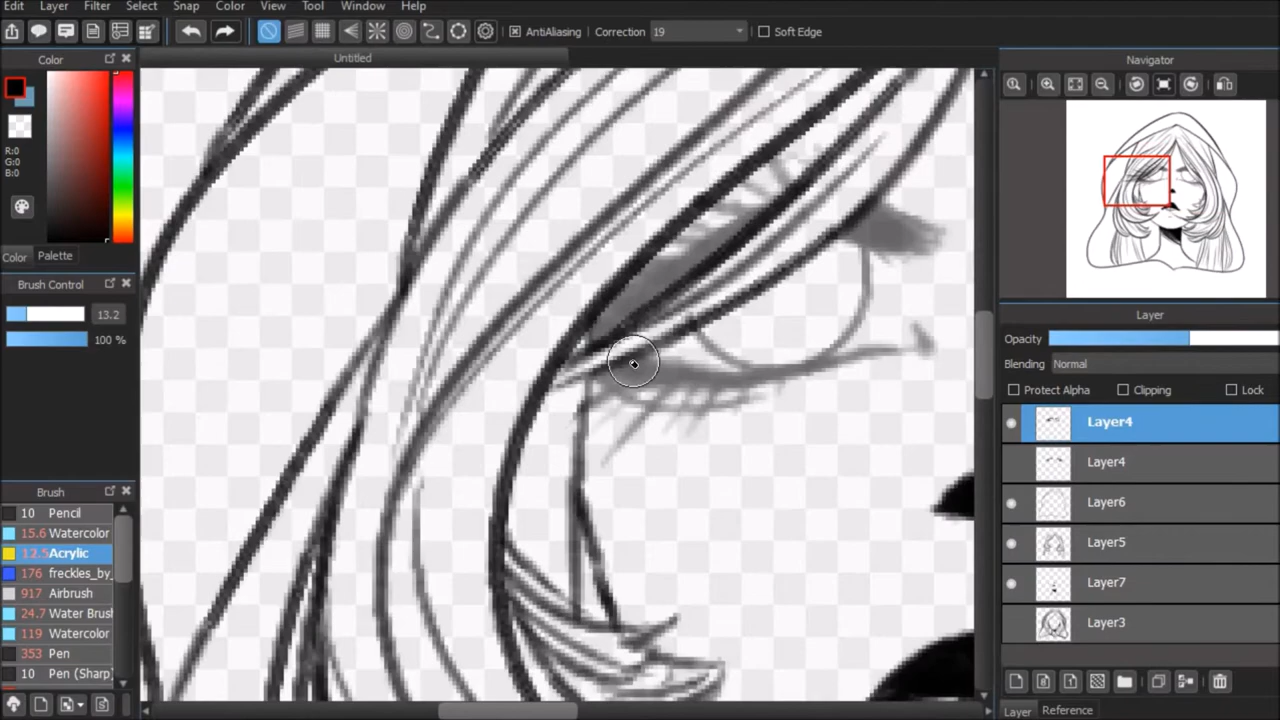 Edit Layer Filter Select Snap Color View Tool Window Help
AntiAliasing Correction 19 Soft Edge
Color
Untitled
Navigator
R:0
G:0
B:0
Color Palette
Brush Control
13.2
100 %
Layer
Opacity
Blending Normal
Protect Alpha Clipping Lock
Layer4
Layer4
Layer6
Layer5
Layer7
Layer3
Brush
10 Pencil
15.6 Watercolor
12.5 Acrylic
176 freckles_by_
917 Airbrush
24.7 Water Brus
119 Watercolor
353 Pen
10 Pen (Sharp)
Layer Reference